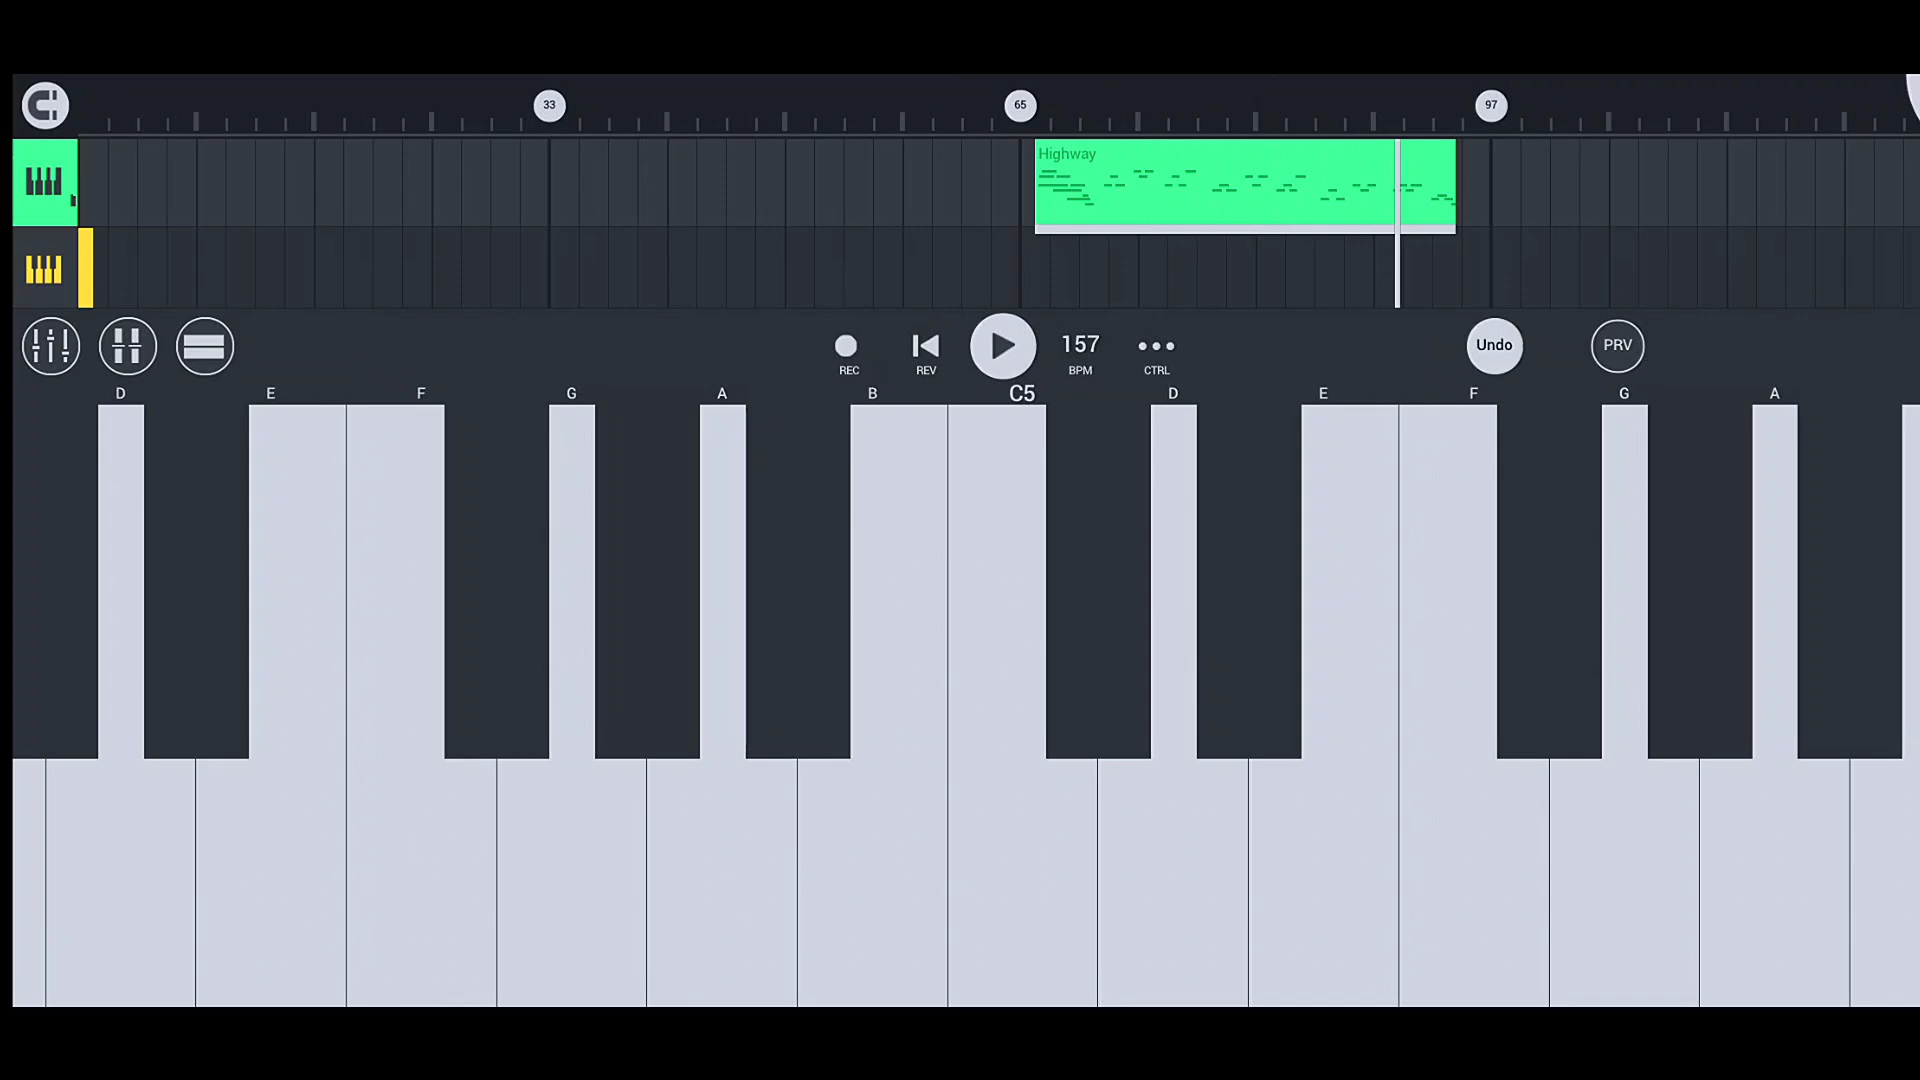 33
65
97
Highway
157
Undo
PRV
REC
REV
BPM
CTRL
D
E
F
G
A
B
C5
D
E
F
G
A